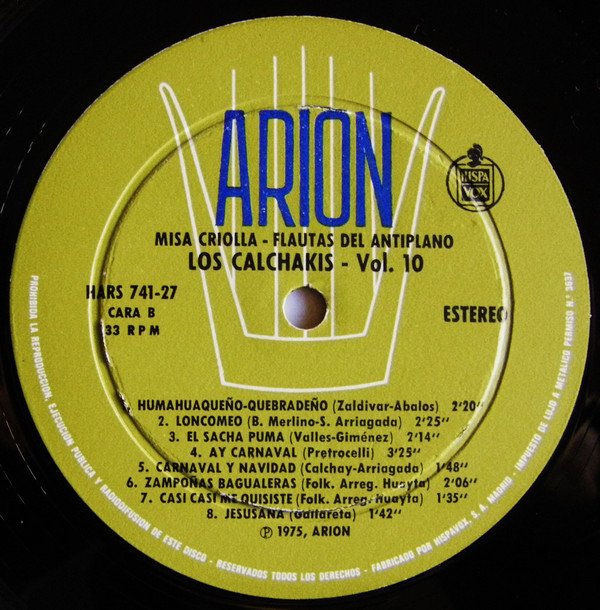 ARION
HISPA
VOX
MISA CRIOLLA - FLAUTAS DEL ANTIPLANO
LOS CALCHAKIS - Vol. 10
HARS 741-27
CARA B
33 RPM
ESTEREO
HUMAHUAQUEÑO-QUEBRADEÑO (Zaldivar-Abalos) 2'20''
2. LONCOMEO (B. Merlino-S. Arriagada) 2'25''
3. EL SACHA PUMA (Valles-Giménez) 2'14''
4. AY CARNAVAL (Pretrocelli) 3'25''
5. CARNAVAL Y NAVIDAD (Calchay-Arriagada) 1'48''
6. ZAMPOÑAS BAGUALERAS (Folk. Arreg. Huayta) 2'06''
7. CASI CASI ME QUISISTE (Folk. Arreg. Huayta) 1'35''
8. JESUSANA (Gaitareta) 1'42''
Ⓟ 1975, ARION
PROHIBIDA LA REPRODUCCION, EJECUCION PUBLICA Y RADIODIFUSION DE ESTE DISCO - RESERVADOS TODOS LOS DERECHOS - FABRICADO POR HISPAVOX, S. A. MADRID - IMPUESTO DE LUJO A METALICO PERMISO N.º 3637